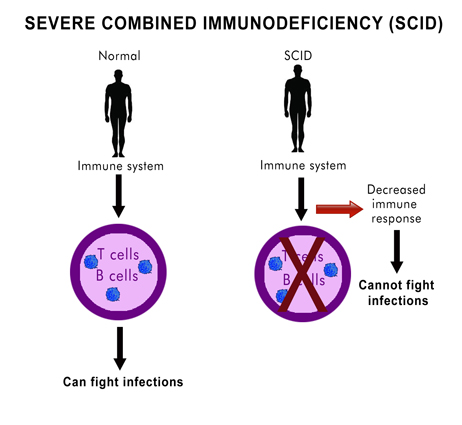 SEVERE COMBINED IMMUNODEFICIENCY (SCID)
Normal
Immune system
T cells
B cells
Can fight infections
SCID
Immune system
T cells
B cells
Decreased
immune
response
Cannot fight
infections